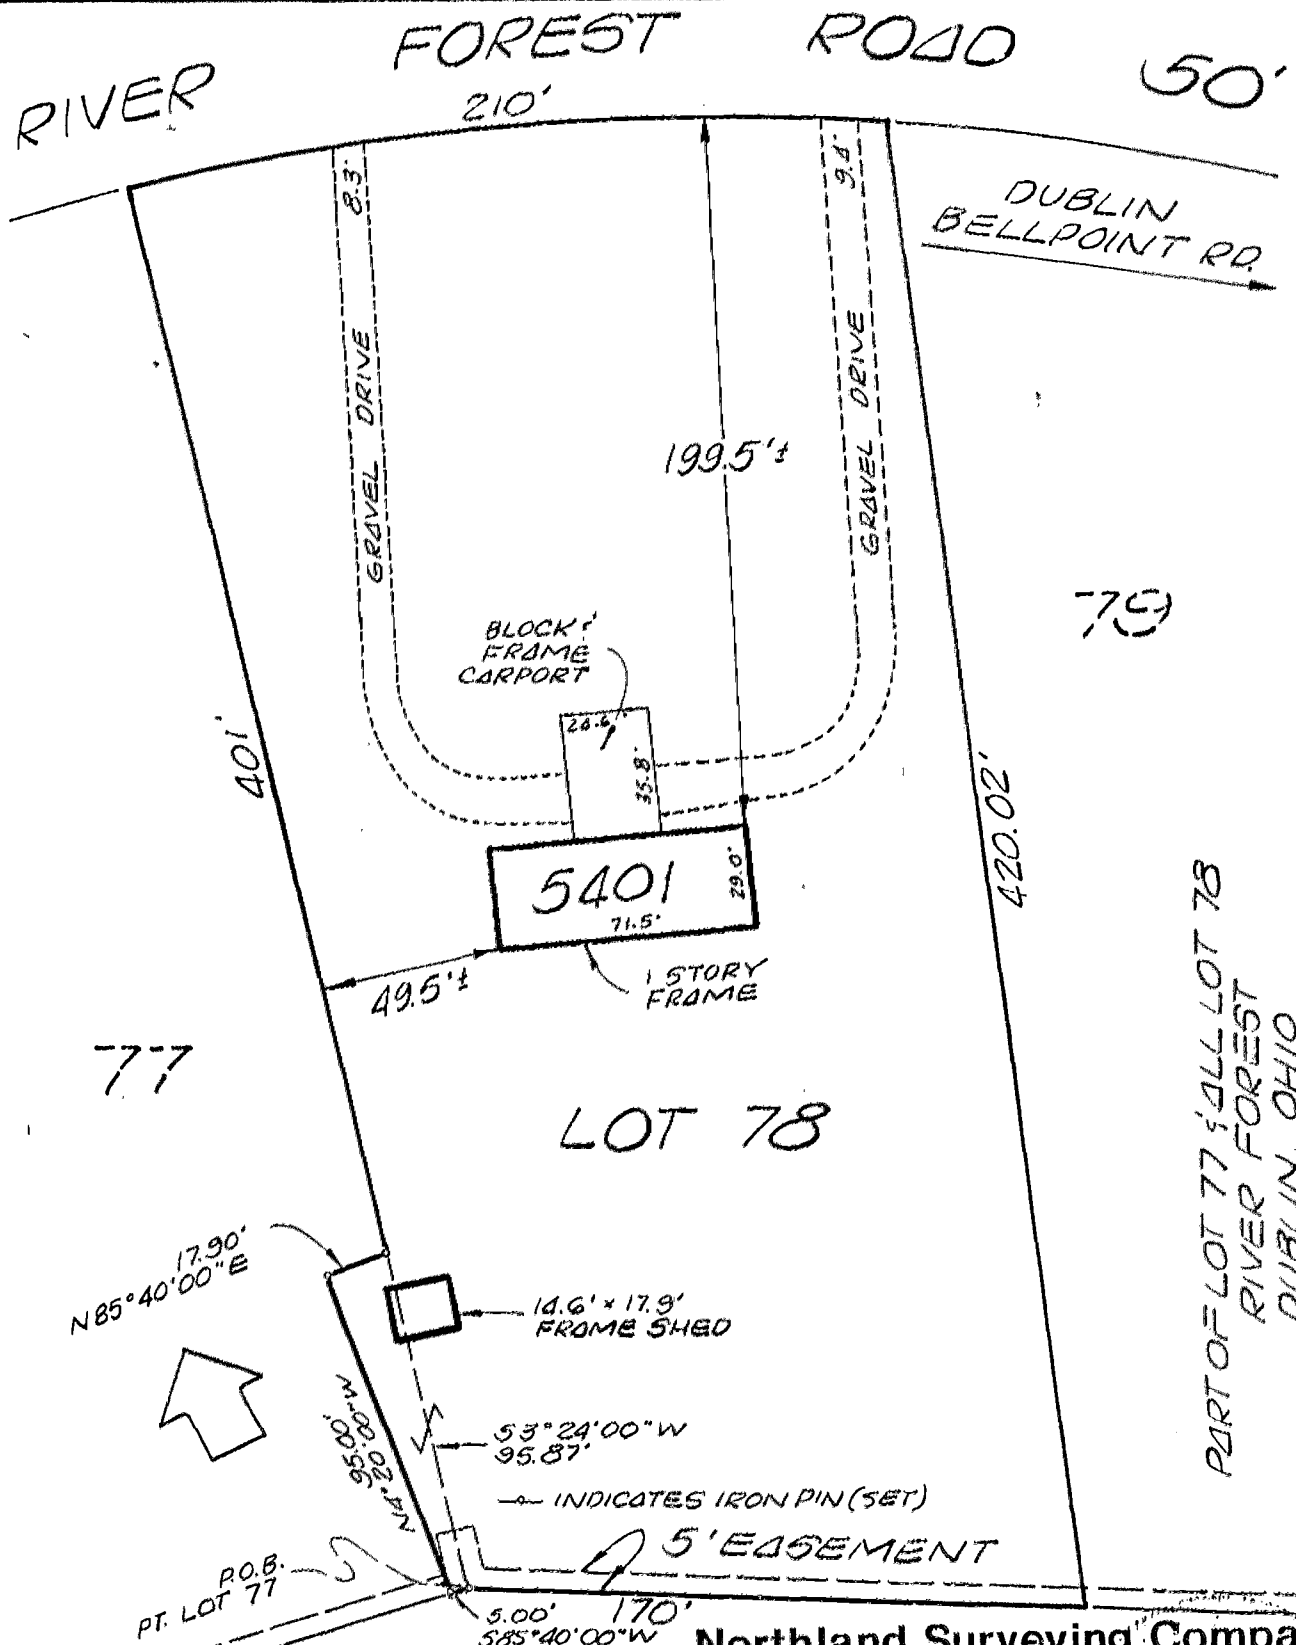 RIVER FOREST ROAD 50'
210'
8.3'
9.4'
DUBLIN
BELLPOINT RD.
GRAVEL DRIVE
GRAVEL DRIVE
199.5'±
79
BLOCK &
FRAME
CARPORT
24.6'
35.8'
401'
420.02'
5401
29.0'
71.5'
49.5'±
1 STORY
FRAME
77
LOT 78
PART OF LOT 77 & ALL LOT 78
RIVER FOREST
DUBLIN, OHIO
17.90'
N85°40'00"E
14.6' x 17.9'
FRAME SHED
N4°20'00"W
95.00'
S3°24'00"W
95.87'
INDICATES IRON PIN (SET)
5' EASEMENT
P.O.B.
PT. LOT 77
5.00'
S85°40'00"W
170'
Northland Surveying Compa